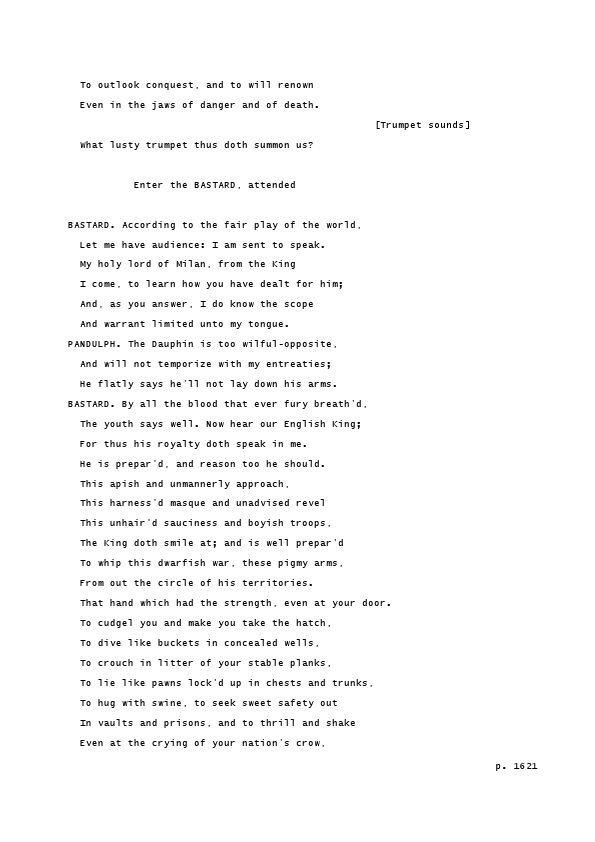 To outlook conquest, and to will renown
Even in the jaws of danger and of death.
[Trumpet sounds]
What lusty trumpet thus doth summon us?
Enter the BASTARD, attended
BASTARD. According to the fair play of the world,
Let me have audience: I am sent to speak.
My holy lord of Milan, from the King
I come, to learn how you have dealt for him;
And, as you answer, I do know the scope
And warrant limited unto my tongue.
PANDULPH. The Dauphin is too wilful-opposite,
And will not temporize with my entreaties;
He flatly says he'll not lay down his arms.
BASTARD. By all the blood that ever fury breath'd,
The youth says well. Now hear our English King;
For thus his royalty doth speak in me.
He is prepar'd, and reason too he should.
This apish and unmannerly approach,
This harness'd masque and unadvised revel
This unhair'd sauciness and boyish troops,
The King doth smile at; and is well prepar'd
To whip this dwarfish war, these pigmy arms,
From out the circle of his territories.
That hand which had the strength, even at your door.
To cudgel you and make you take the hatch,
To dive like buckets in concealed wells,
To crouch in litter of your stable planks,
To lie like pawns lock'd up in chests and trunks,
To hug with swine, to seek sweet safety out
In vaults and prisons, and to thrill and shake
Even at the crying of your nation's crow,
p. 1621